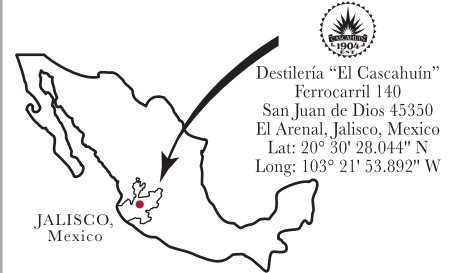 CASCAHUIN
1904
EST
Destilería “El Cascahuín”
Ferrocarril 140
San Juan de Dios 45350
El Arenal, Jalisco, Mexico
Lat: 20° 30' 28.044" N
Long: 103° 21' 53.892" W
JALISCO,
Mexico